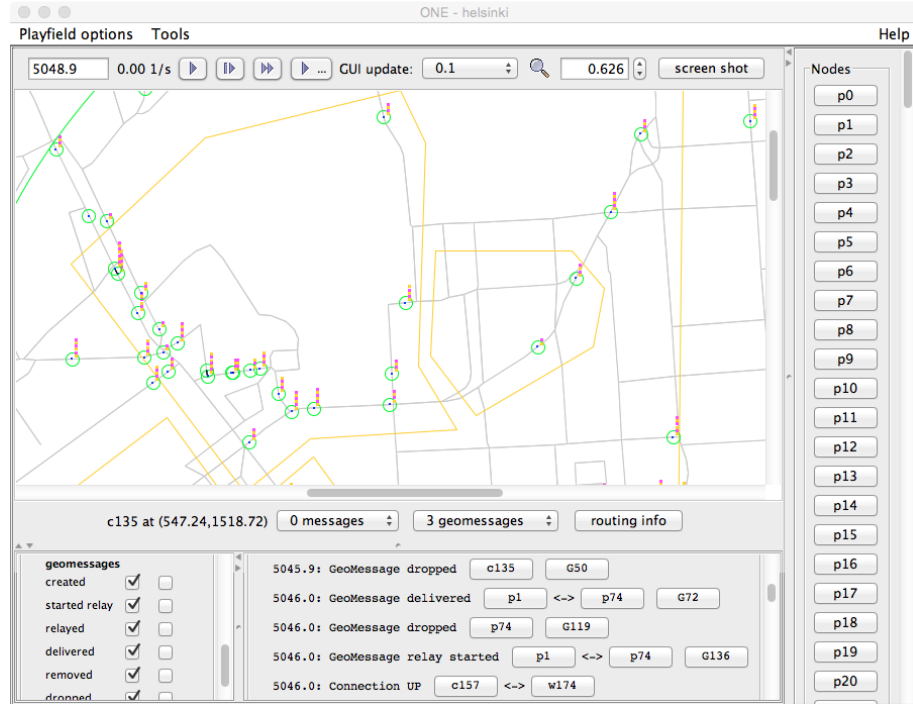 ONE - helsinki
Playfield options Tools Help
5048.9 0.00 1/s ... GUI update: 0.1 0.626 screen shot
Nodes
p0
p1
p2
p3
p4
p5
p6
p7
p8
p9
p10
p11
p12
p13
p14
p15
p16
p17
p18
p19
p20
c135 at (547.24,1518.72) 0 messages 3 geomessages routing info
geomessages
created
started relay
relayed
delivered
removed
dropped
5045.9: GeoMessage dropped c135 G50
5046.0: GeoMessage delivered p1 <-> p74 G72
5046.0: GeoMessage dropped p74 G119
5046.0: GeoMessage relay started p1 <-> p74 G136
5046.0: Connection UP c157 <-> w174